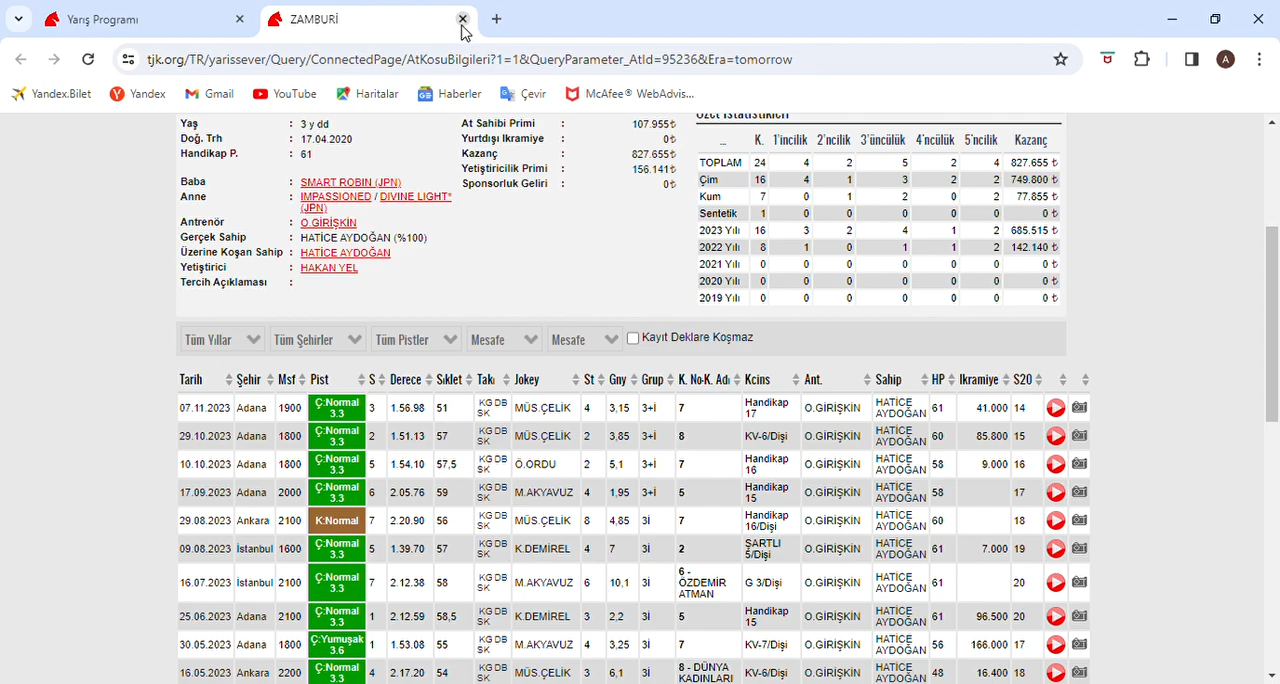 Yarış Programı
ZAMBURİ
tjk.org/TR/yarissever/Query/ConnectedPage/AtKosuBilgileri?1=1&QueryParameter_AtId=95236&Era=tomorrow
A
Yandex.Bilet Yandex Gmail YouTube Haritalar Haberler Çevir McAfee® WebAdvis...
Yaş : 3 y dd
Doğ. Trh : 17.04.2020
Handikap P. : 61
Baba : SMART ROBIN (JPN)
Anne : IMPASSIONED / DIVINE LIGHT*
(JPN)
Antrenör : O.GİRİŞKİN
Gerçek Sahip : HATİCE AYDOĞAN (%100)
Üzerine Koşan Sahip : HATİCE AYDOĞAN
Yetiştirici : HAKAN YEL
Tercih Açıklaması :
At Sahibi Primi : 107.955₺
Yurtdışı Ikramiye : 0₺
Kazanç : 827.655₺
Yetiştiricilik Primi : 156.141₺
Sponsorluk Geliri : 0₺
Özet İstatistikleri
... K. 1'incilik 2'ncilik 3'üncülük 4'ncülük 5'ncilik Kazanç
TOPLAM 24 4 2 5 2 4 827.655 ₺
Çim 16 4 1 3 2 2 749.800 ₺
Kum 7 0 1 2 0 2 77.855 ₺
Sentetik 1 0 0 0 0 0 0 ₺
2023 Yılı 16 3 2 4 1 2 685.515 ₺
2022 Yılı 8 1 0 1 1 2 142.140 ₺
2021 Yılı 0 0 0 0 0 0 0 ₺
2020 Yılı 0 0 0 0 0 0 0 ₺
2019 Yılı 0 0 0 0 0 0 0 ₺
Tüm Yıllar Tüm Şehirler Tüm Pistler Mesafe Mesafe Kayıt Deklare Koşmaz
Tarih Şehir Msf Pist S Derece Sıklet Takı Jokey St Gny Grup K. No-K. Adı Kcins Ant. Sahip HP Ikramiye S20
07.11.2023 Adana 1900 Ç:Normal 3.3 3 1.56.98 51 KG DB SK MÜS.ÇELİK 4 3,15 3+İ 7 Handikap 17 O.GİRİŞKİN HATİCE AYDOĞAN 61 41.000 14
29.10.2023 Adana 1800 Ç:Normal 3.3 2 1.51.13 57 KG DB SK MÜS.ÇELİK 2 3,85 3+İ 8 KV-6/Dişi O.GİRİŞKİN HATİCE AYDOĞAN 60 85.800 15
10.10.2023 Adana 1800 Ç:Normal 3.3 5 1.54.10 57,5 KG DB SK Ö.ORDU 2 5,1 3+İ 7 Handikap 16 O.GİRİŞKİN HATİCE AYDOĞAN 58 9.000 16
17.09.2023 Adana 2000 Ç:Normal 3.3 6 2.05.76 59 KG DB SK M.AKYAVUZ 4 1,95 3+İ 5 Handikap 15 O.GİRİŞKİN HATİCE AYDOĞAN 58 17
29.08.2023 Ankara 2100 K:Normal 7 2.20.90 56 KG DB SK MÜS.ÇELİK 8 4,85 3İ 7 Handikap 16/Dişi O.GİRİŞKİN HATİCE AYDOĞAN 60 18
09.08.2023 İstanbul 1600 Ç:Normal 3.3 5 1.39.70 57 KG DB SK K.DEMİREL 4 7 3İ 2 ŞARTLI 5/Dişi O.GİRİŞKİN HATİCE AYDOĞAN 61 7.000 19
16.07.2023 İstanbul 2100 Ç:Normal 3.3 7 2.12.38 58 KG DB SK M.AKYAVUZ 6 10,1 3İ 6 - ÖZDEMİR ATMAN G 3/Dişi O.GİRİŞKİN HATİCE AYDOĞAN 61 20
25.06.2023 Adana 2100 Ç:Normal 3.3 1 2.12.59 58,5 KG DB SK K.DEMİREL 3 2,2 3İ 5 Handikap 15 O.GİRİŞKİN HATİCE AYDOĞAN 61 96.500 20
30.05.2023 Adana 1800 Ç:Yumuşak 3.6 1 1.53.08 55 KG DB SK M.AKYAVUZ 4 3,25 3İ 7 KV-7/Dişi O.GİRİŞKİN HATİCE AYDOĞAN 56 166.000 17
16.05.2023 Ankara 2200 Ç:Normal 3.3 4 2.17.20 54 KG DB SK MÜS.ÇELİK 3 6,1 3İ 8 - DÜNYA KADINLARI KV-6/Dişi O.GİRİŞKİN HATİCE AYDOĞAN 48 16.400 18